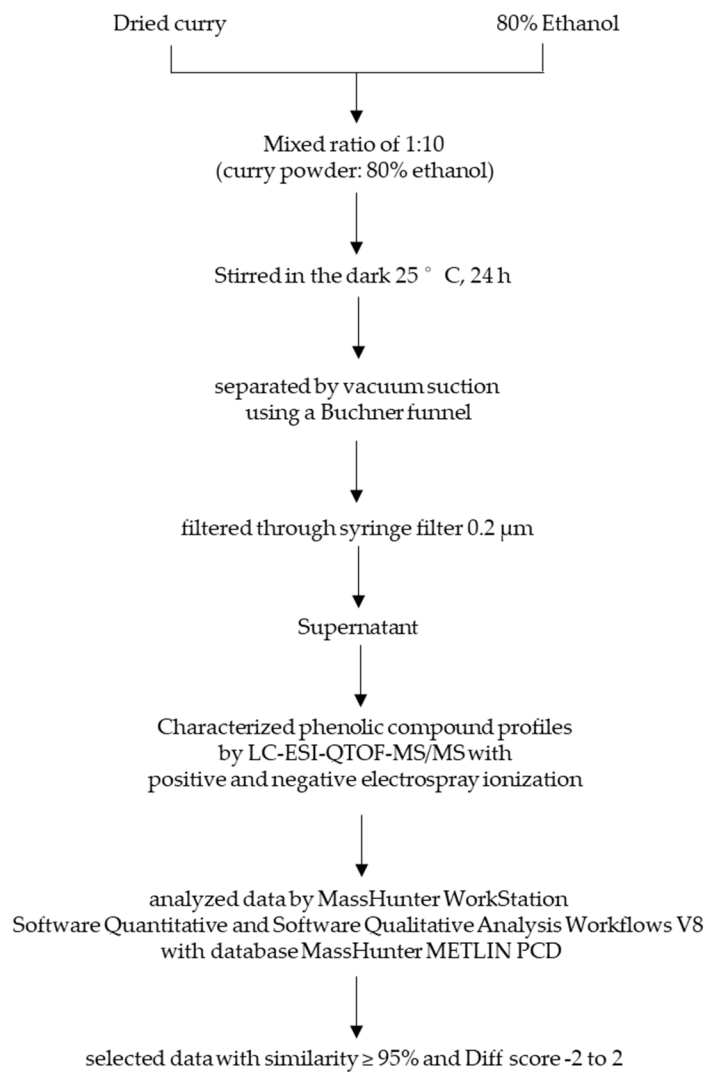 Dried curry
80% Ethanol
Mixed ratio of 1:10
(curry powder: 80% ethanol)
Stirred in the dark 25 ° C, 24 h
separated by vacuum suction
using a Buchner funnel
filtered through syringe filter 0.2 µm
Supernatant
Characterized phenolic compound profiles
by LC-ESI-QTOF-MS/MS with
positive and negative electrospray ionization
analyzed data by MassHunter WorkStation
Software Quantitative and Software Qualitative Analysis Workflows V8
with database MassHunter METLIN PCD
selected data with similarity ≥ 95% and Diff score -2 to 2